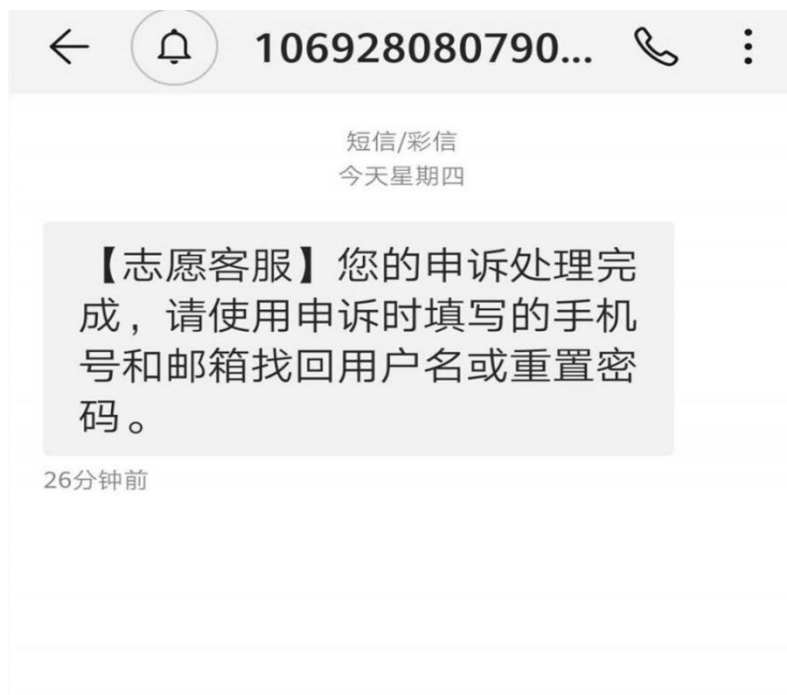 106928080790...
短信/彩信
今天星期四
【志愿客服】您的申诉处理完
成，请使用申诉时填写的手机
号和邮箱找回用户名或重置密
码。
26分钟前